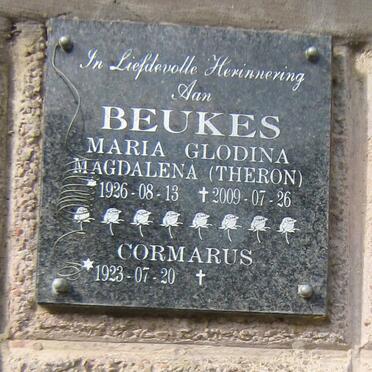 In Liefdevolle Herinnering
Aan
BEUKES
MARIA GLODINA
MAGDALENA (THERON)
*1926-08-13 †2009-07-26
CORMARUS
*1923-07-20 †